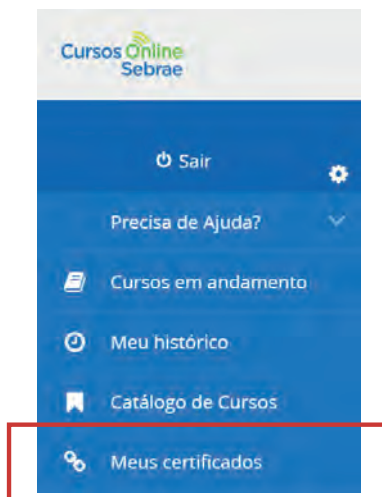 Cursos Online
Sebrae
Sair
Precisa de Ajuda?
Cursos em andamento
Meu histórico
Catálogo de Cursos
Meus certificados